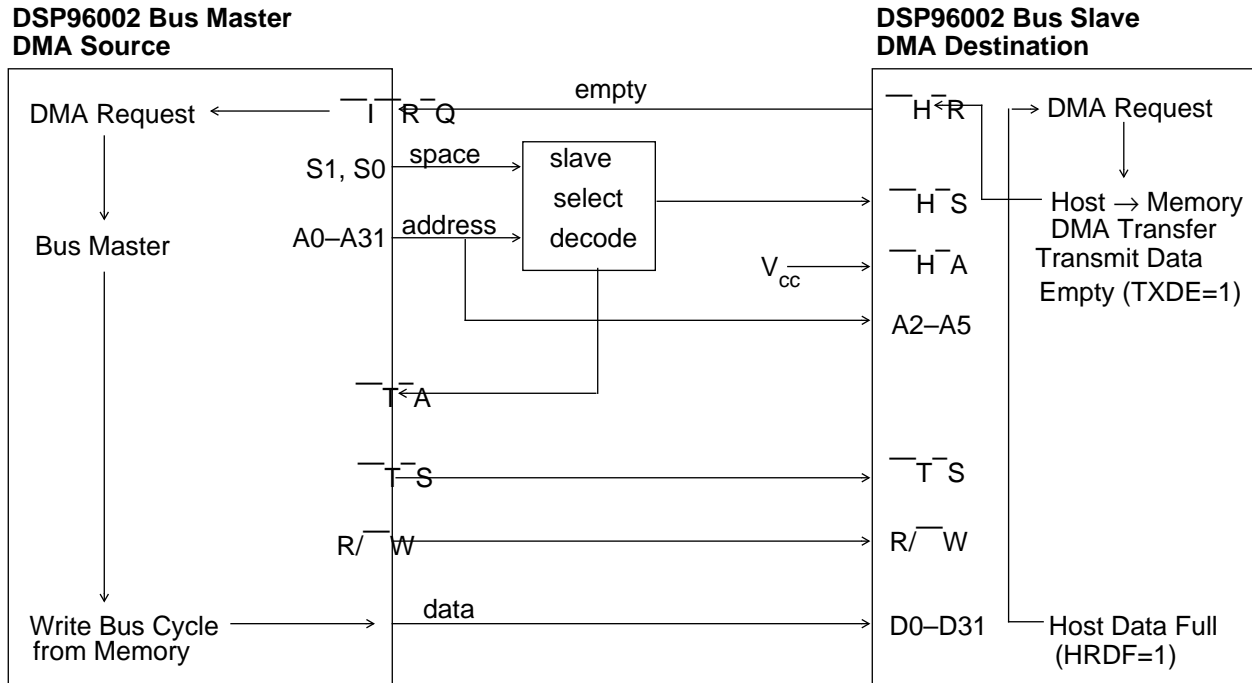 DSP96002 Bus Master
DMA Source
DSP96002 Bus Slave
DMA Destination
DMA Request
IRQ
empty
HR
DMA Request
S1, S0
space
slave
select
decode
HS
Host → Memory
DMA Transfer
Transmit Data
Empty (TXDE=1)
Bus Master
A0–A31
address
Vcc
HA
A2–A5
TA
TS
TS
R/W
R/W
Write Bus Cycle
from Memory
data
D0–D31
Host Data Full
(HRDF=1)